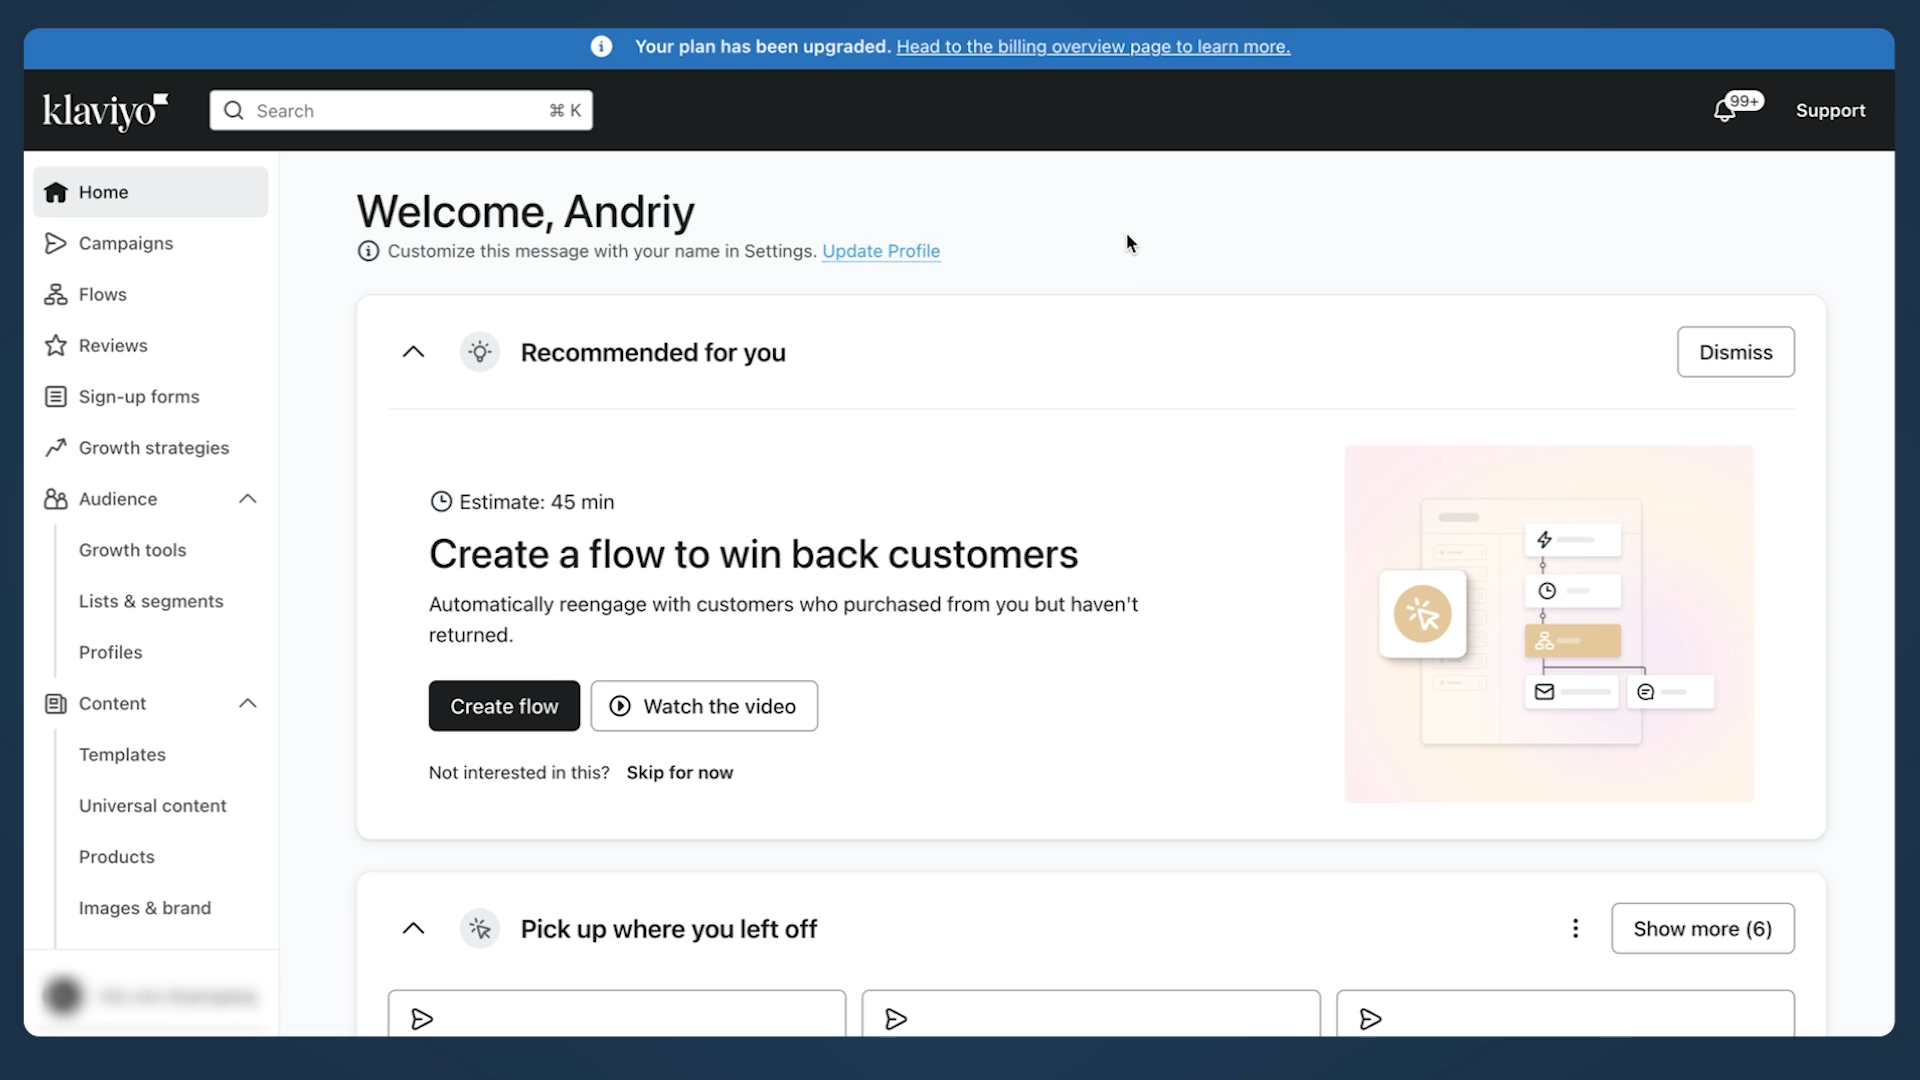 Your plan has been upgraded. Head to the billing overview page to learn more.
klaviyo
Search
⌘ K
99+
Support
Home
Campaigns
Flows
Reviews
Sign-up forms
Growth strategies
Audience
Growth tools
Lists & segments
Profiles
Content
Templates
Universal content
Products
Images & brand
Welcome, Andriy
Customize this message with your name in Settings. Update Profile
Recommended for you
Dismiss
Estimate: 45 min
Create a flow to win back customers
Automatically reengage with customers who purchased from you but haven't
returned.
Create flow
Watch the video
Not interested in this? Skip for now
Pick up where you left off
Show more (6)